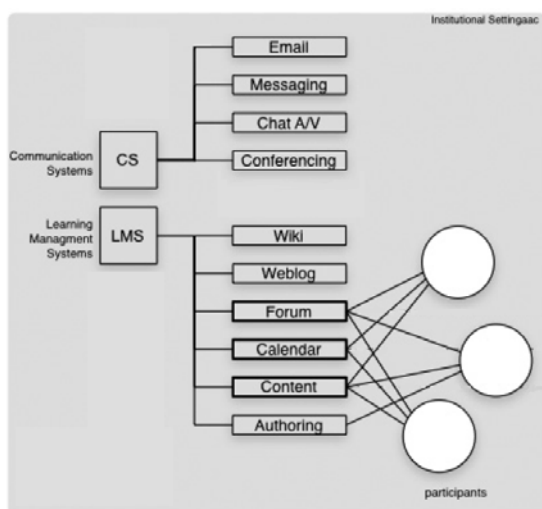 Institutional Settingaac
Email
Messaging
Chat A/V
Conferencing
Communication
Systems
CS
Learning
Managment
Systems
LMS
Wiki
Weblog
Forum
Calendar
Content
Authoring
participants